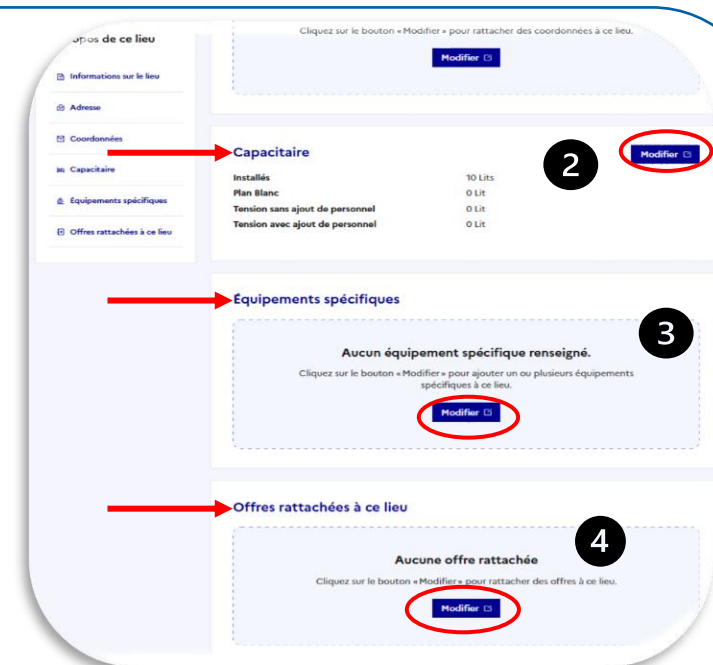 Cliquez sur le bouton « Modifier » pour rattacher des coordonnées à ce lieu.
Modifier
opos de ce lieu
Informations sur le lieu
Adresse
Coordonnées
Capacitaire
Équipements spécifiques
Offres rattachées à ce lieu
Capacitaire
2
Modifier
Installés 10 Lits
Plan Blanc 0 Lit
Tension sans ajout de personnel 0 Lit
Tension avec ajout de personnel 0 Lit
Équipements spécifiques
3
Aucun équipement spécifique renseigné.
Cliquez sur le bouton « Modifier » pour ajouter un ou plusieurs équipements
spécifiques à ce lieu.
Modifier
Offres rattachées à ce lieu
4
Aucune offre rattachée
Cliquez sur le bouton « Modifier » pour rattacher des offres à ce lieu.
Modifier